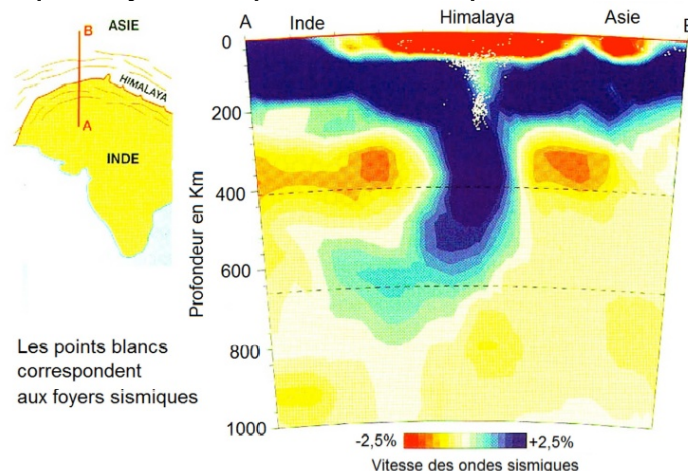 A
Inde
Himalaya
Asie
B
ASIE
HIMALAYA
A
INDE
Profondeur en Km
0
200
400
600
800
1000
Les points blancs
correspondent
aux foyers sismiques
-2,5%
+2,5%
Vitesse des ondes sismiques